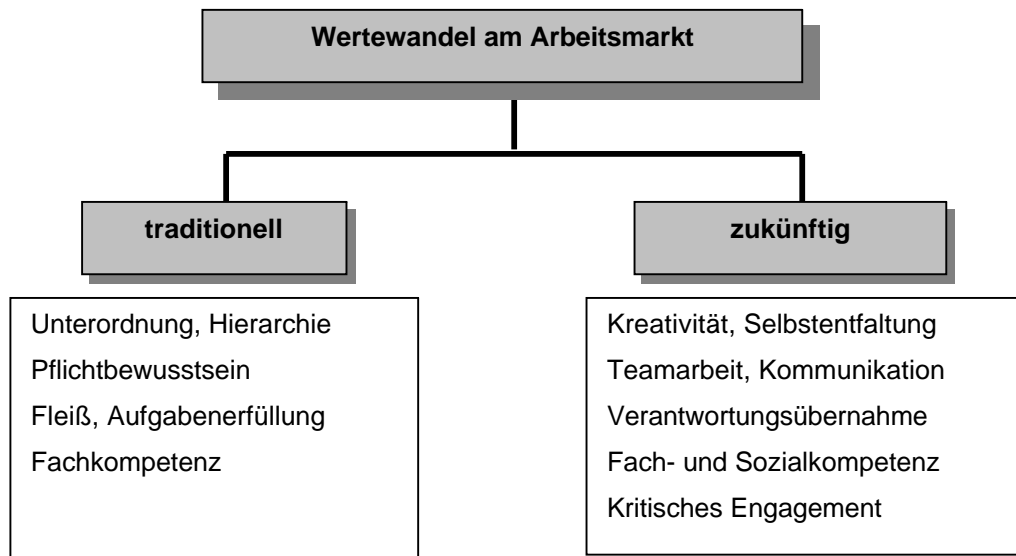 Wertewandel am Arbeitsmarkt
traditionell
Unterordnung, Hierarchie
Pflichtbewusstsein
Fleiß, Aufgabenerfüllung
Fachkompetenz
zukünftig
Kreativität, Selbstentfaltung
Teamarbeit, Kommunikation
Verantwortungsübernahme
Fach- und Sozialkompetenz
Kritisches Engagement